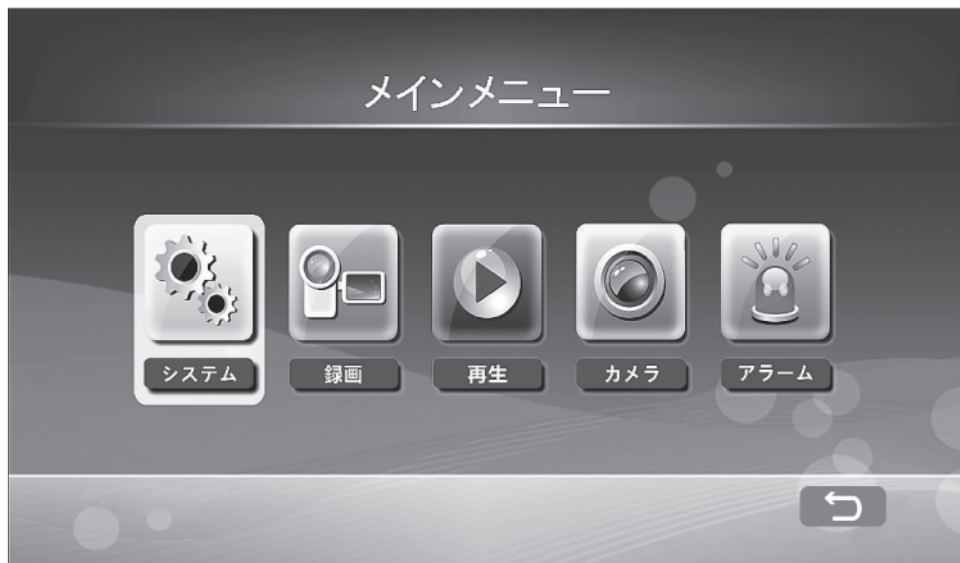 メインメニュー
システム
録画
再生
カメラ
アラーム